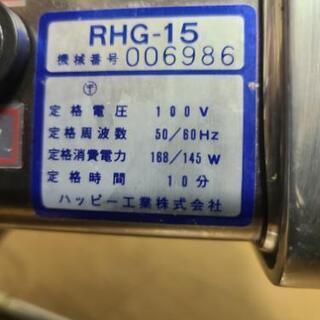 RHG-15
機械番号 006986
〒
定格電圧 100V
定格周波数 50/60Hz
定格消費電力 168/145W
定格時間 10分
ハッピー工業株式会社